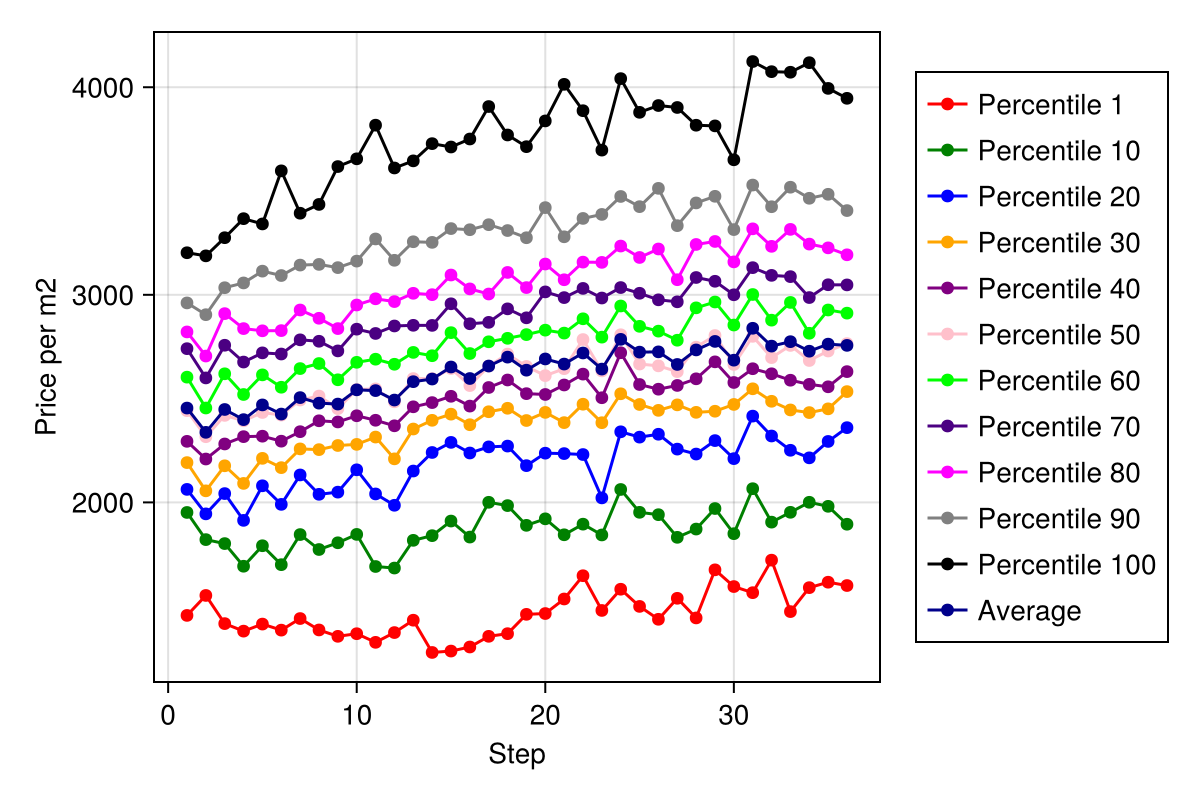 4000
3000
2000
Price per m2
0
10
20
30
Step
Percentile 1
Percentile 10
Percentile 20
Percentile 30
Percentile 40
Percentile 50
Percentile 60
Percentile 70
Percentile 80
Percentile 90
Percentile 100
Average